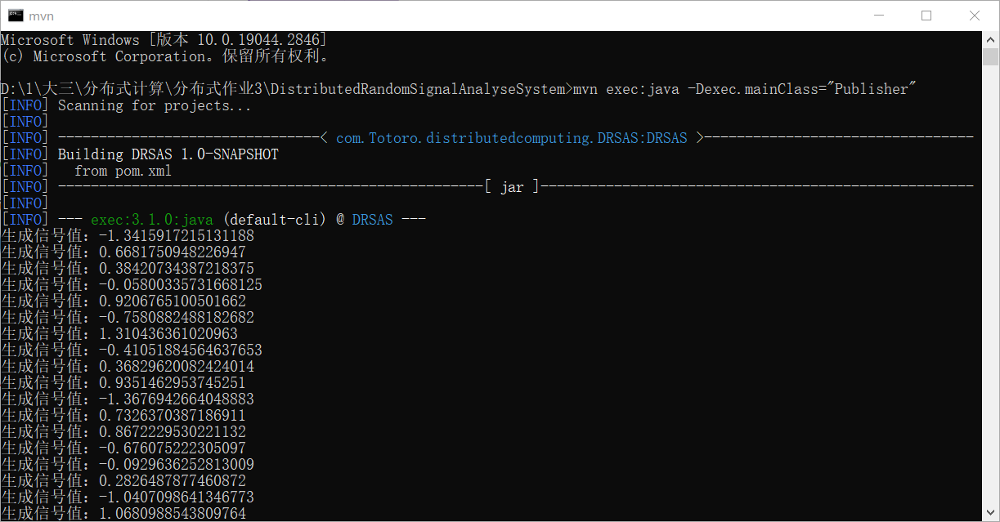 mvn
Microsoft Windows [版本 10.0.19044.2846]
(c) Microsoft Corporation。保留所有权利。
D:\1\大三\分布式计算\分布式作业3\DistributedRandomSignalAnalyseSystem>mvn exec:java -Dexec.mainClass="Publisher"
[INFO] Scanning for projects...
[INFO]
[INFO] --------------------------------< com.Totoro.distributedcomputing.DRSAS:DRSAS >---------------------------------
[INFO] Building DRSAS 1.0-SNAPSHOT
[INFO]   from pom.xml
[INFO] ----------------------------------------------------[ jar ]-----------------------------------------------------
[INFO]
[INFO] --- exec:3.1.0:java (default-cli) @ DRSAS ---
生成信号值：-1.3415917215131188
生成信号值：0.6681750948226947
生成信号值：0.38420734387218375
生成信号值：-0.05800335731668125
生成信号值：0.9206765100501662
生成信号值：-0.7580882488182682
生成信号值：1.310436361020963
生成信号值：-0.41051884564637653
生成信号值：0.36829620082424014
生成信号值：0.9351462953745251
生成信号值：-1.3676942664048883
生成信号值：0.7326370387186911
生成信号值：0.8672229530221132
生成信号值：-0.676075222305097
生成信号值：-0.0929636252813009
生成信号值：0.2826487877460872
生成信号值：-1.0407098641346773
生成信号值：1.0680988543809764